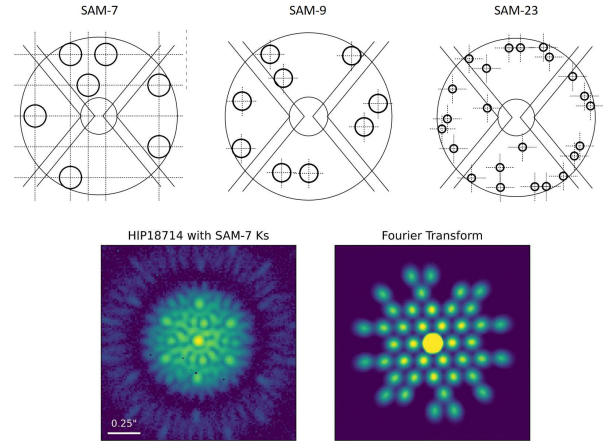 SAM-7
SAM-9
SAM-23
HIP18714 with SAM-7 Ks
Fourier Transform
0.25"